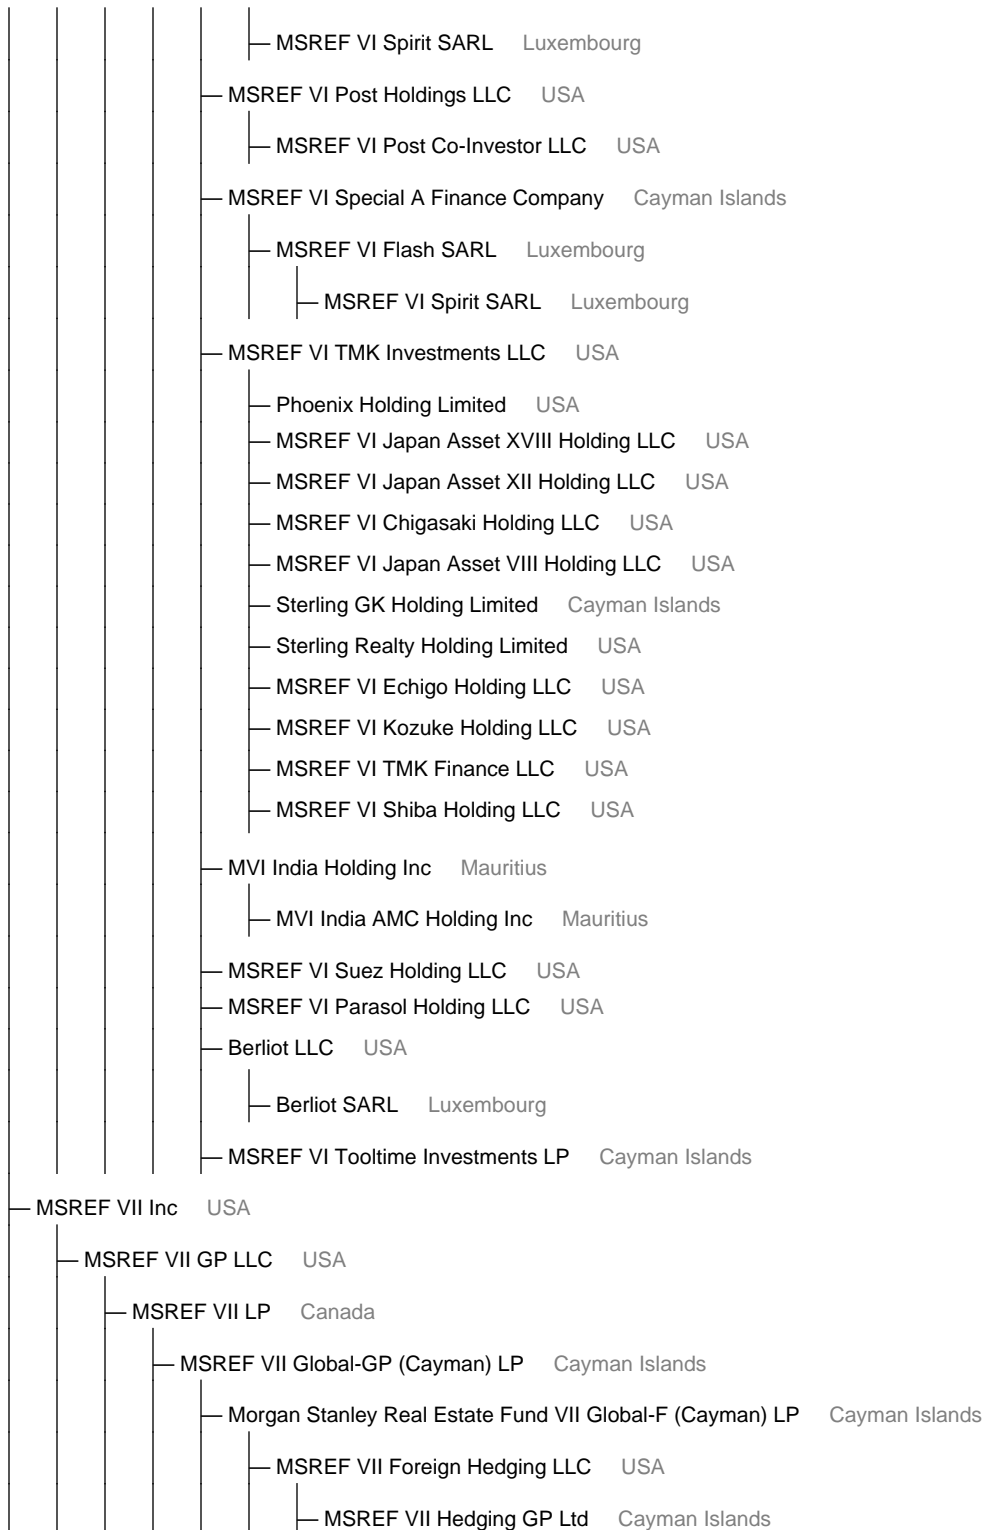 MSREF VI Spirit SARL Luxembourg
MSREF VI Post Holdings LLC USA
MSREF VI Post Co-Investor LLC USA
MSREF VI Special A Finance Company Cayman Islands
MSREF VI Flash SARL Luxembourg
MSREF VI Spirit SARL Luxembourg
MSREF VI TMK Investments LLC USA
Phoenix Holding Limited USA
MSREF VI Japan Asset XVIII Holding LLC USA
MSREF VI Japan Asset XII Holding LLC USA
MSREF VI Chigasaki Holding LLC USA
MSREF VI Japan Asset VIII Holding LLC USA
Sterling GK Holding Limited Cayman Islands
Sterling Realty Holding Limited USA
MSREF VI Echigo Holding LLC USA
MSREF VI Kozuke Holding LLC USA
MSREF VI TMK Finance LLC USA
MSREF VI Shiba Holding LLC USA
MVI India Holding Inc Mauritius
MVI India AMC Holding Inc Mauritius
MSREF VI Suez Holding LLC USA
MSREF VI Parasol Holding LLC USA
Berliot LLC USA
Berliot SARL Luxembourg
MSREF VI Tooltime Investments LP Cayman Islands
MSREF VII Inc USA
MSREF VII GP LLC USA
MSREF VII LP Canada
MSREF VII Global-GP (Cayman) LP Cayman Islands
Morgan Stanley Real Estate Fund VII Global-F (Cayman) LP Cayman Islands
MSREF VII Foreign Hedging LLC USA
MSREF VII Hedging GP Ltd Cayman Islands